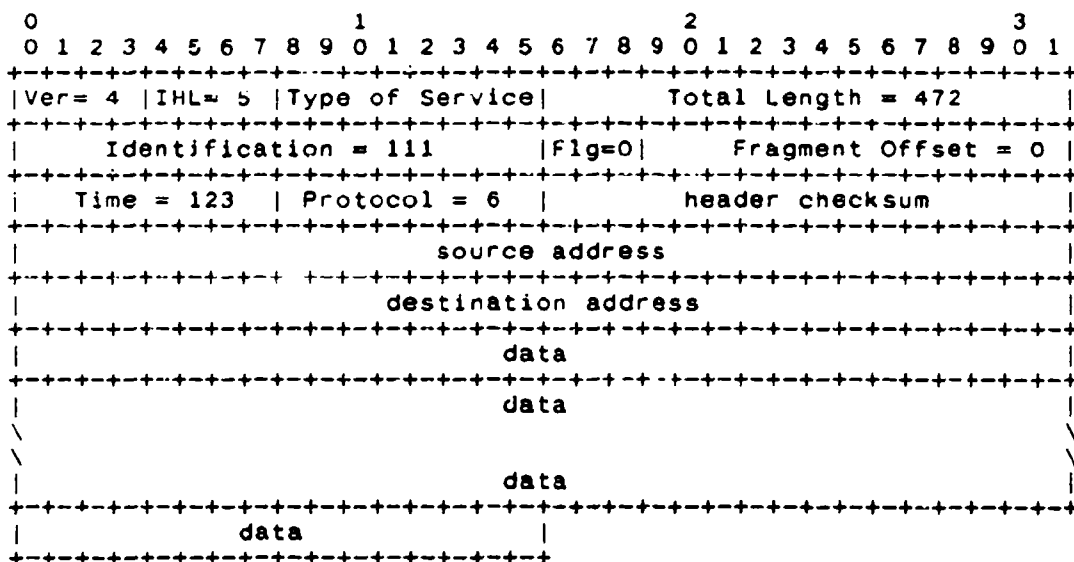 0 1 2 3
0 1 2 3 4 5 6 7 8 9 0 1 2 3 4 5 6 7 8 9 0 1 2 3 4 5 6 7 8 9 0 1
+-+-+-+-+-+-+-+-+-+-+-+-+-+-+-+-+-+-+-+-+-+-+-+-+-+-+-+-+-+-+-+-+
|Ver= 4 |IHL= 5 |Type of Service| Total Length = 472 |
+-+-+-+-+-+-+-+-+-+-+-+-+-+-+-+-+-+-+-+-+-+-+-+-+-+-+-+-+-+-+-+-+
| Identification = 111 |Flg=0| Fragment Offset = 0 |
+-+-+-+-+-+-+-+-+-+-+-+-+-+-+-+-+-+-+-+-+-+-+-+-+-+-+-+-+-+-+-+-+
| Time = 123 | Protocol = 6 | header checksum |
+-+-+-+-+-+-+-+-+-+-+-+-+-+-+-+-+-+-+-+-+-+-+-+-+-+-+-+-+-+-+-+-+
| source address |
+-+-+-+-+-+-+-+-+-+-+-+-+-+-+-+-+-+-+-+-+-+-+-+-+-+-+-+-+-+-+-+-+
| destination address |
+-+-+-+-+-+-+-+-+-+-+-+-+-+-+-+-+-+-+-+-+-+-+-+-+-+-+-+-+-+-+-+-+
| data |
+-+-+-+-+-+-+-+-+-+-+-+-+-+-+-+-+-+-+-+-+-+-+-+-+-+-+-+-+-+-+-+-+
| data |
\ \
\ \
| data |
+-+-+-+-+-+-+-+-+-+-+-+-+-+-+-+-+-+-+-+-+-+-+-+-+-+-+-+-+-+-+-+-+
| data |
+-+-+-+-+-+-+-+-+-+-+-+-+-+-+-+-+